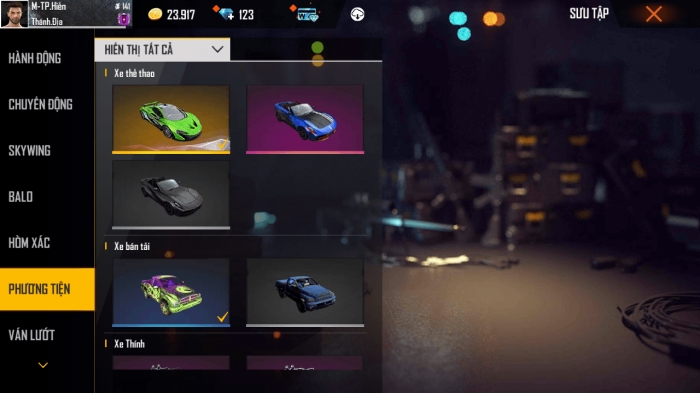 M-TP.Hiền
# 141
Thánh.Địa
23.917
123
SƯU TẬP
HÀNH ĐỘNG
CHUYỂN ĐỘNG
SKYWING
BALO
HÒM XÁC
PHƯƠNG TIỆN
VÁN LƯỚT
HIỂN THỊ TẤT CẢ
Xe thể thao
Xe bán tải
Xe Thính